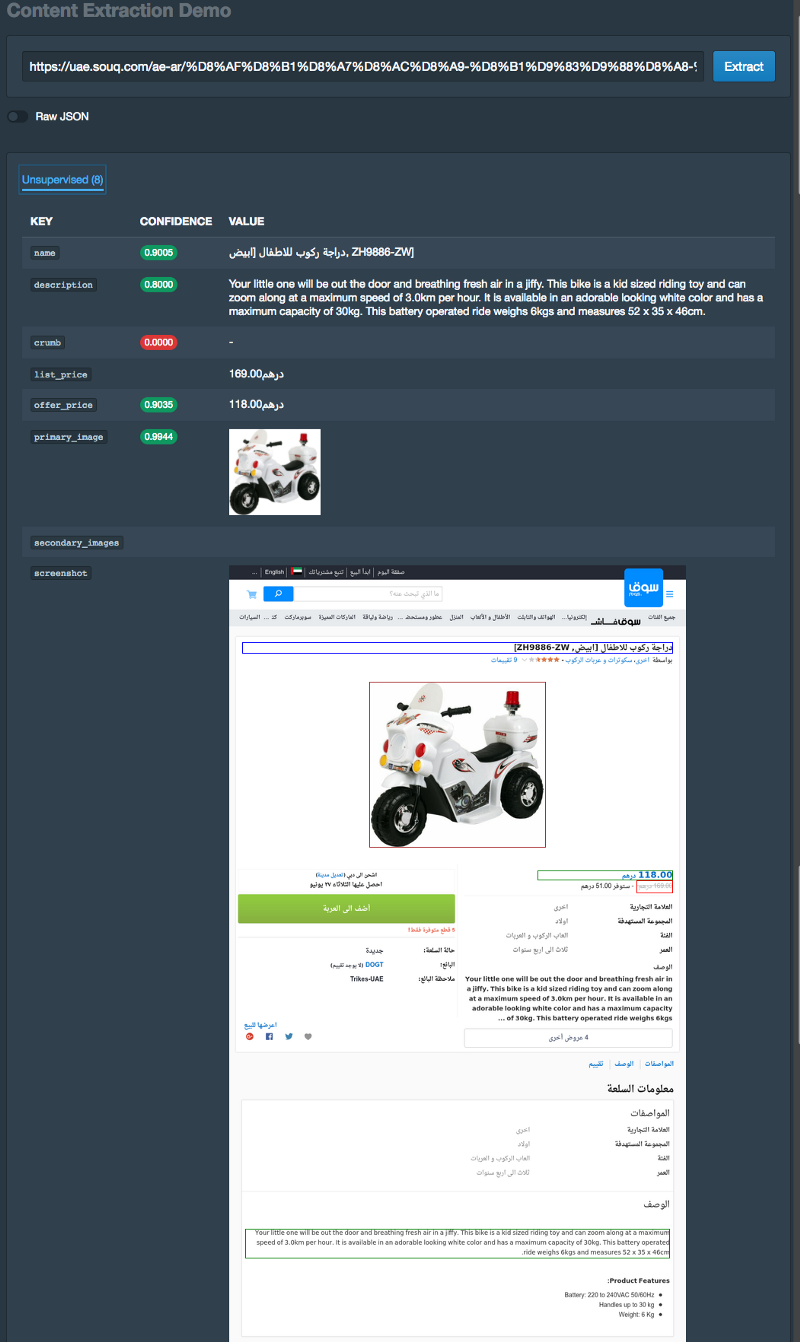 Content Extraction Demo
https://uae.souq.com/ae-ar/%D8%AF%D8%B1%D8%A7%D8%AC%D8%A9-%D8%B1%D9%83%D9%88%D8%A8-
Extract
Raw JSON
Unsupervised (8)
KEY CONFIDENCE VALUE
name 0.9005 دراجة ركوب للاطفال [ابيض, ZH9886-ZW]
description 0.8000 Your little one will be out the door and breathing fresh air in a jiffy. This bike is a kid sized riding toy and can
zoom along at a maximum speed of 3.0km per hour. It is available in an adorable looking white color and has a
maximum capacity of 30kg. This battery operated ride weighs 6kgs and measures 52 x 35 x 46cm.
crumb 0.0000 -
list_price 169.00درهم
offer_price 0.9035 118.00درهم
primary_image 0.9944
secondary_images
screenshot
صفقة اليوم | ابدأ البيع | تتبع مشترياتك | English | ...
سوق
ما الذي تبحث عنه؟
جميع الفئات سوق فاشن إلكترونيا... الهواتف والتابلت الأطفال و الألعاب المنزل عطور ومستحضـ ... رياضة ولياقة الماركات المميزة سوبرماركت كتـ ... السيارات
دراجة ركوب للاطفال [ابيض, ZH9886-ZW]
بواسطة اخرى، سكوترات و عربات الركوب • 9 تقييمات
118.00 درهم
169.00 درهم - ستوفر 51.00 درهم
العلامة التجارية اخرى
المجموعة المستهدفة اولاد
الفئة العاب الركوب و العربات
العمر ثلاث الى اربع سنوات
الوصف
Your little one will be out the door and breathing fresh air in
a jiffy. This bike is a kid sized riding toy and can zoom along
at a maximum speed of 3.0km per hour. It is available in an
adorable looking white color and has a maximum capacity
of 30kg. This battery operated ride weighs 6kgs ...
4 عروض أخرى
اشحن الى دبي (تعديل مدينة)
احصل عليها الثلاثاء ٢٧ يونيو
أضف الى العربة
5 قطع متوفرة فقط!
حالة السلعة: جديدة
البائع: DOGT (لا يوجد تقييم)
ملاحظة البائع: Trikes-UAE
اعرضها للبيع
المواصفات | الوصف | تقييم
معلومات السلعة
المواصفات
العلامة التجارية اخرى
المجموعة المستهدفة اولاد
الفئة العاب الركوب و العربات
العمر ثلاث الى اربع سنوات
الوصف
Your little one will be out the door and breathing fresh air in a jiffy. This bike is a kid sized riding toy and can zoom along at a maximum
speed of 3.0km per hour. It is available in an adorable looking white color and has a maximum capacity of 30kg. This battery operated
ride weighs 6kgs and measures 52 x 35 x 46cm.
Product Features:
Battery: 220 to 240VAC 50/60Hz
Handles up to 30 kg
Weight: 6 Kg